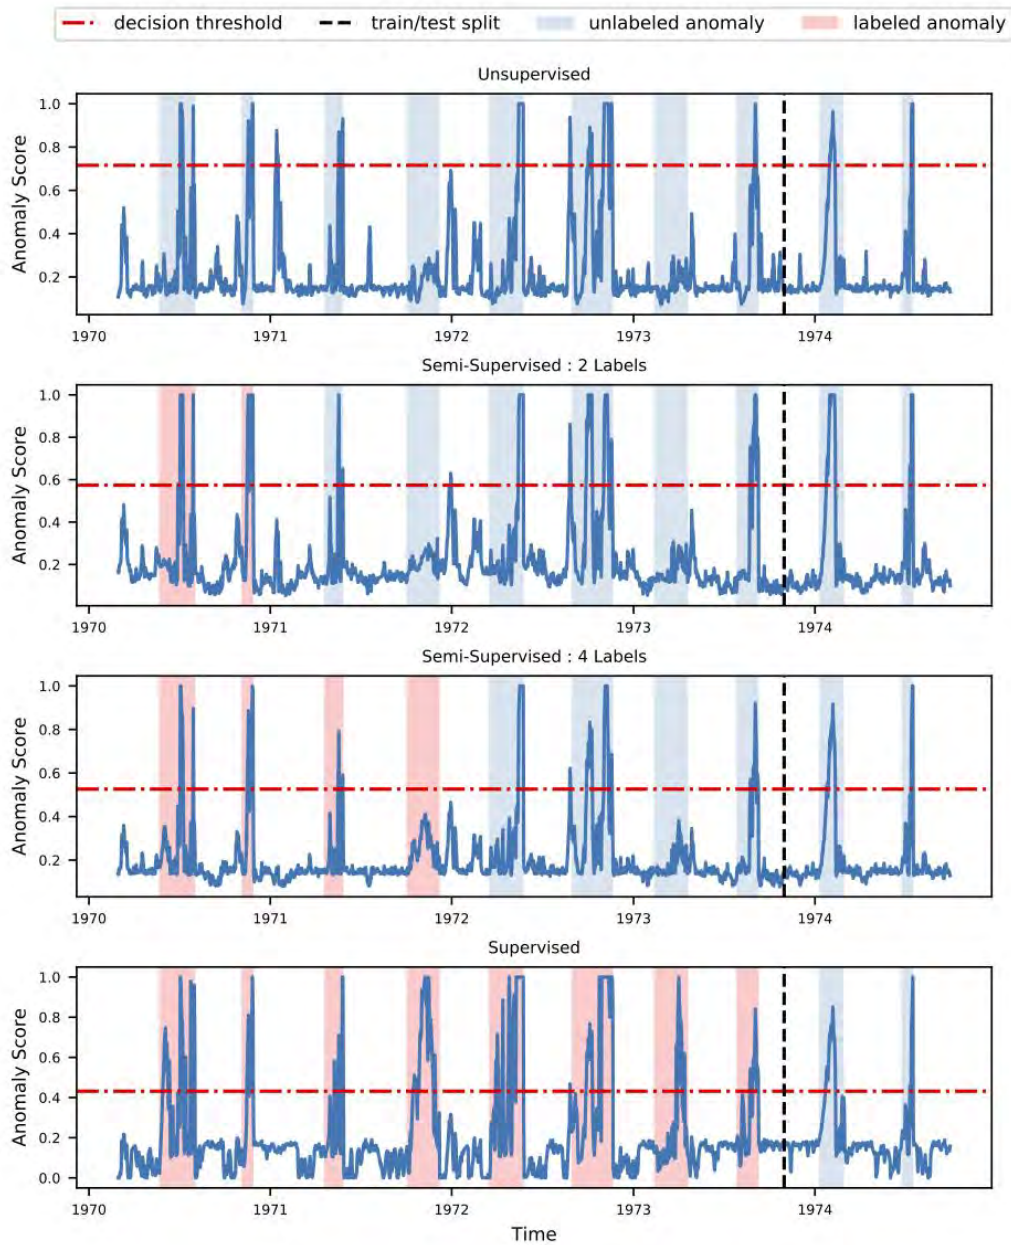 decision threshold train/test split unlabeled anomaly labeled anomaly
Unsupervised
1.0
0.8
0.6
0.4
0.2
Anomaly Score
1970 1971 1972 1973 1974
Semi-Supervised : 2 Labels
1.0
0.8
0.6
0.4
0.2
Anomaly Score
1970 1971 1972 1973 1974
Semi-Supervised : 4 Labels
1.0
0.8
0.6
0.4
0.2
Anomaly Score
1970 1971 1972 1973 1974
Supervised
1.0
0.8
0.6
0.4
0.2
0.0
Anomaly Score
1970 1971 1972 1973 1974
Time